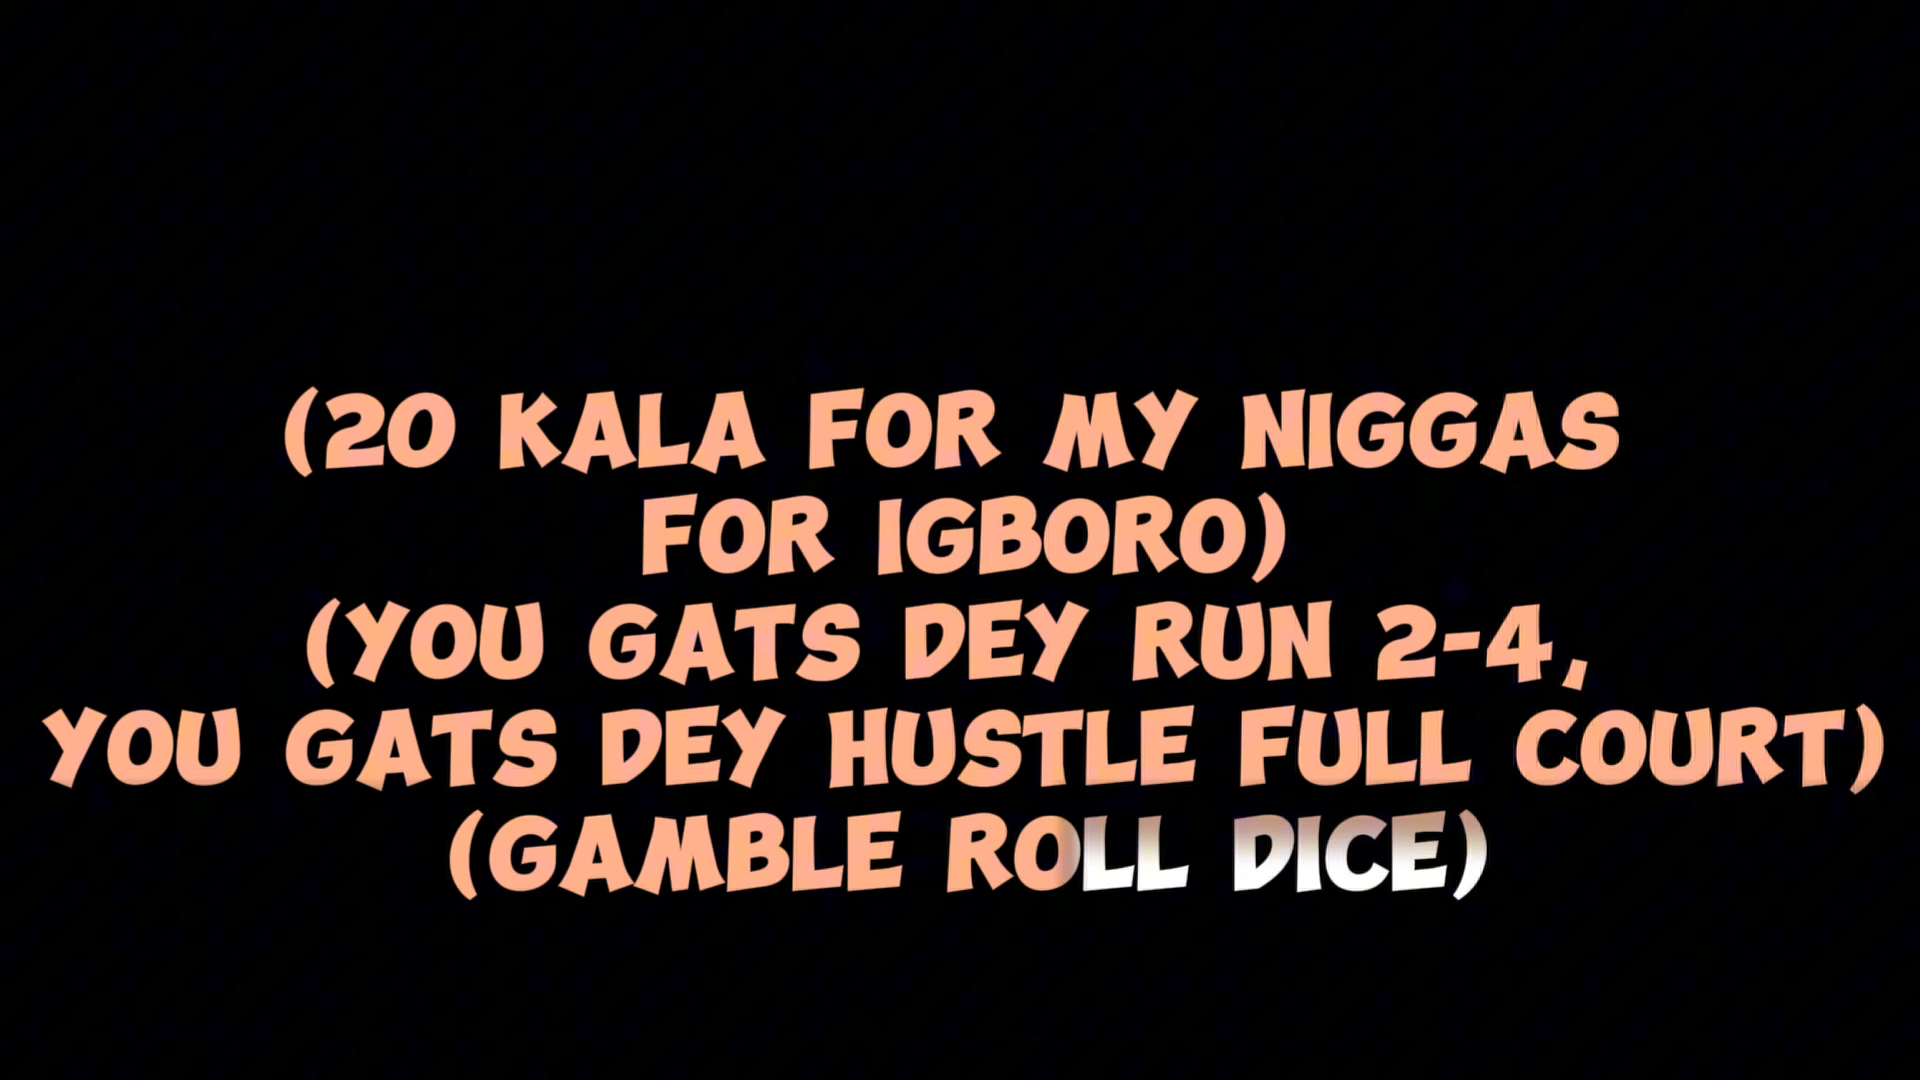 (20 KALA FOR MY NIGGAS
FOR IGBORO)
(YOU GATS DEY RUN 2-4,
YOU GATS DEY HUSTLE FULL COURT)
(GAMBLE ROLL DICE)